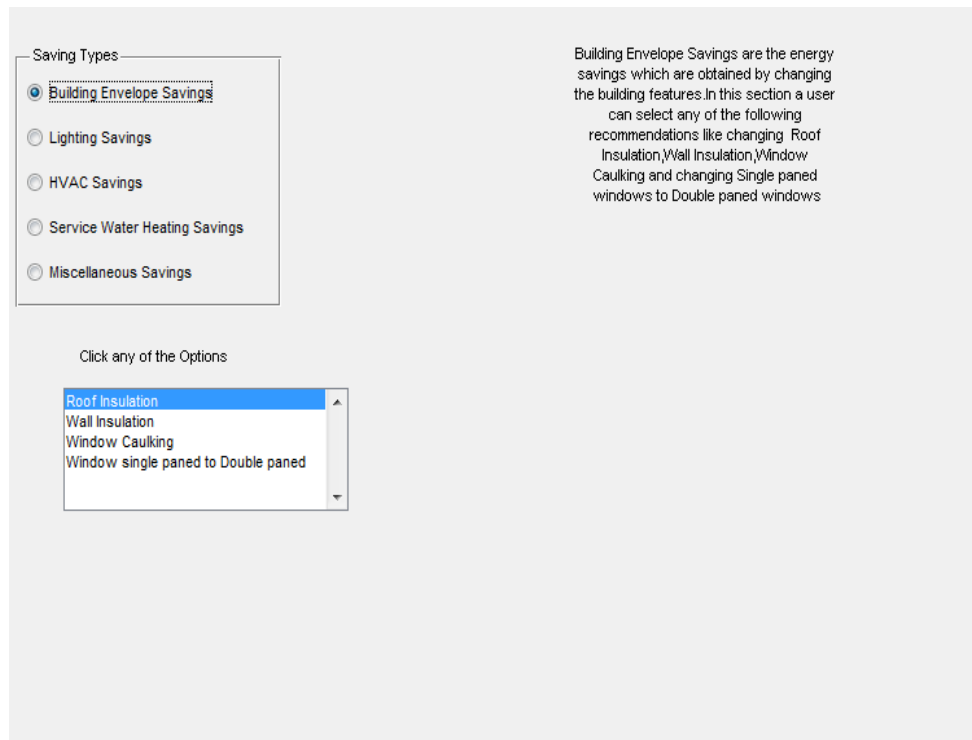 Saving Types
Building Envelope Savings
Lighting Savings
HVAC Savings
Service Water Heating Savings
Miscellaneous Savings
Building Envelope Savings are the energy
savings which are obtained by changing
the building features.In this section a user
can select any of the following
recommendations like changing  Roof
Insulation,Wall Insulation,Window
Caulking and changing Single paned
windows to Double paned windows
Click any of the Options
Roof Insulation
Wall Insulation
Window Caulking
Window single paned to Double paned